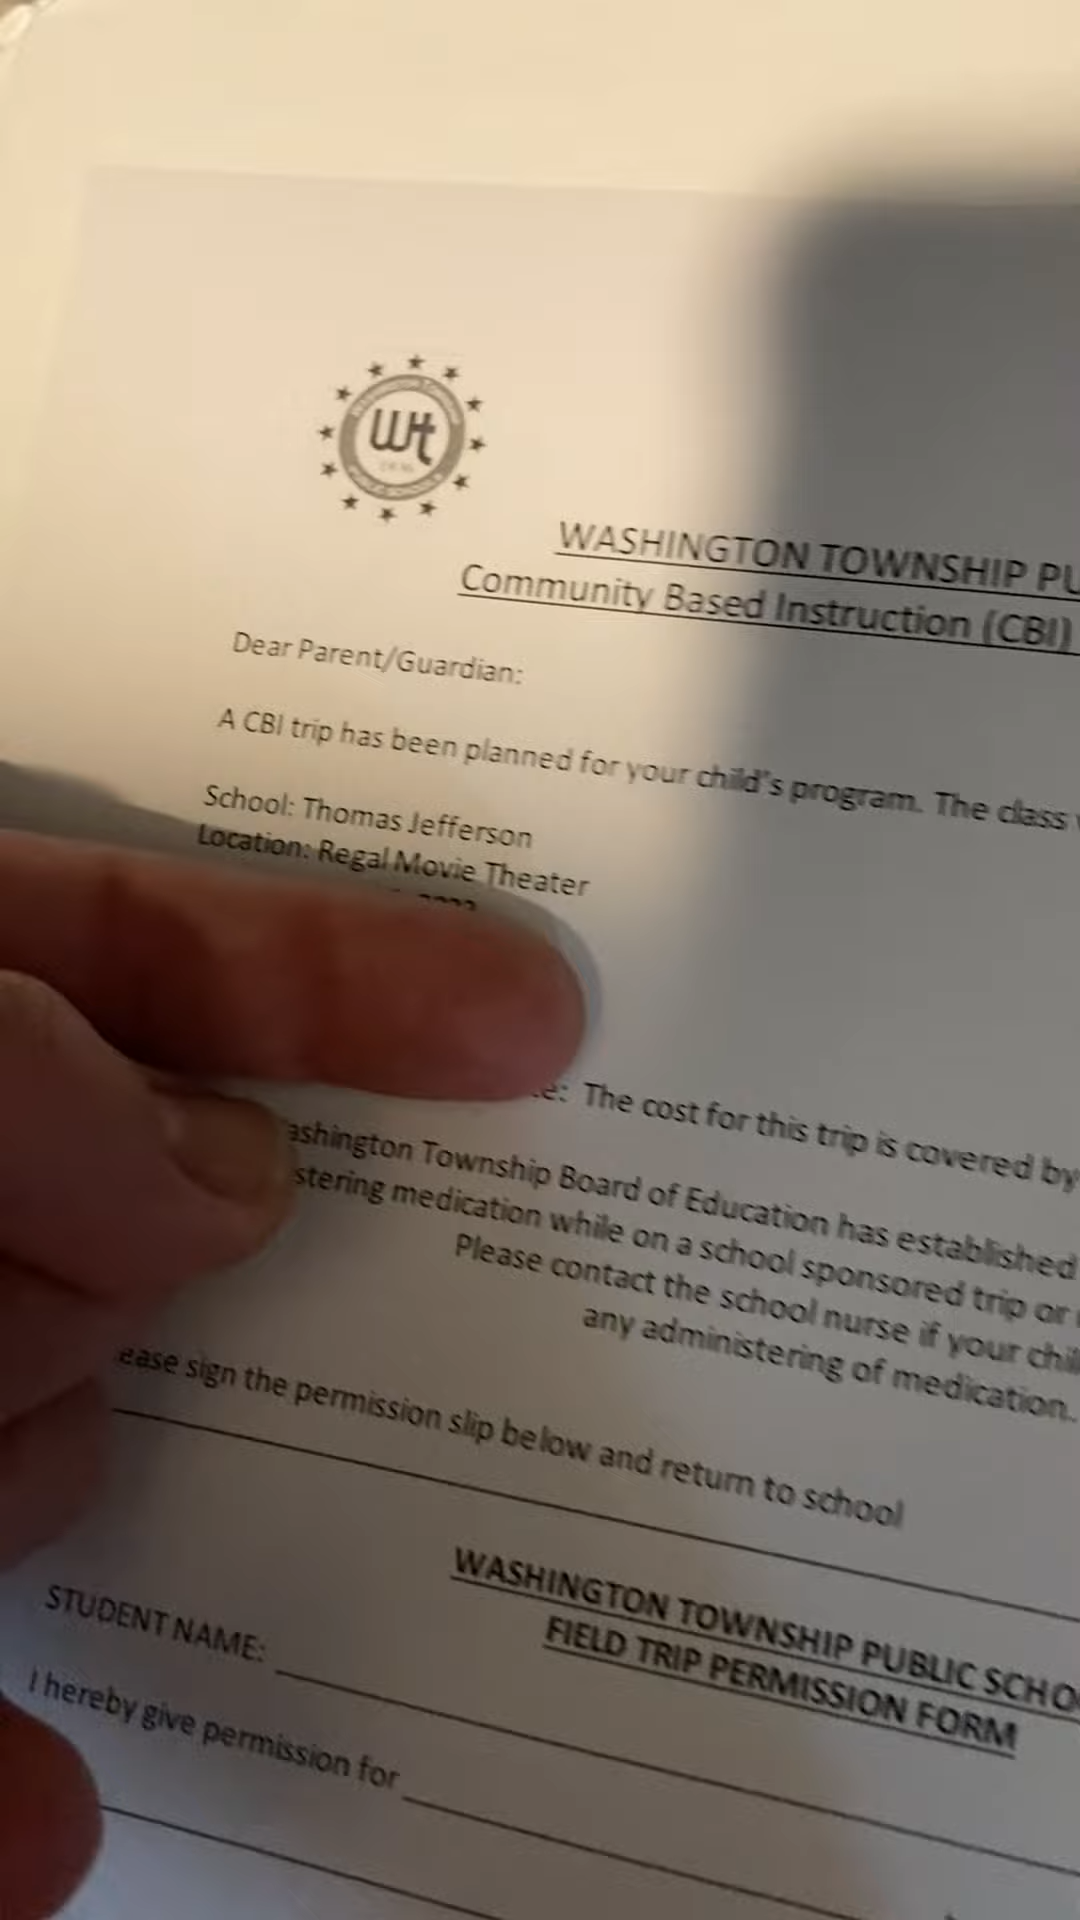 Wt
WASHINGTON TOWNSHIP PU
Community Based Instruction (CBI)
Dear Parent/Guardian:
A CBI trip has been planned for your child's program. The class
School: Thomas Jefferson
Location: Regal Movie Theater
The cost for this trip is covered by
ashington Township Board of Education has established
stering medication while on a school sponsored trip or
Please contact the school nurse if your chil
any administering of medication.
ease sign the permission slip below and return to school
WASHINGTON TOWNSHIP PUBLIC SCHO
FIELD TRIP PERMISSION FORM
STUDENT NAME:
I hereby give permission for